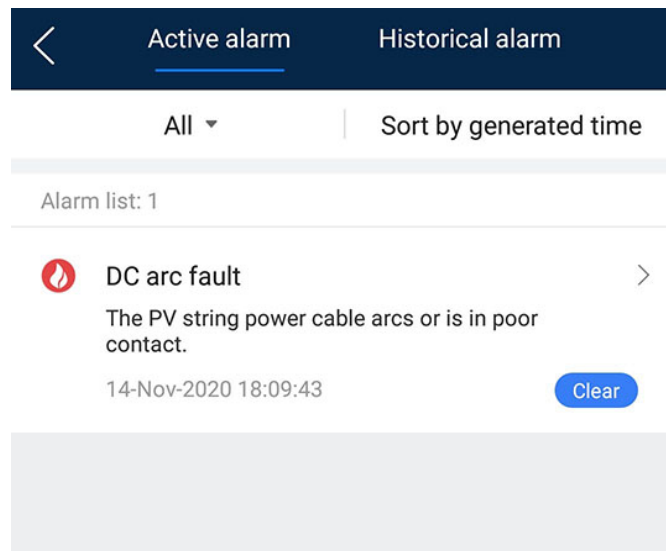 Active alarm Historical alarm
All Sort by generated time
Alarm list: 1
DC arc fault
The PV string power cable arcs or is in poor
contact.
14-Nov-2020 18:09:43 Clear